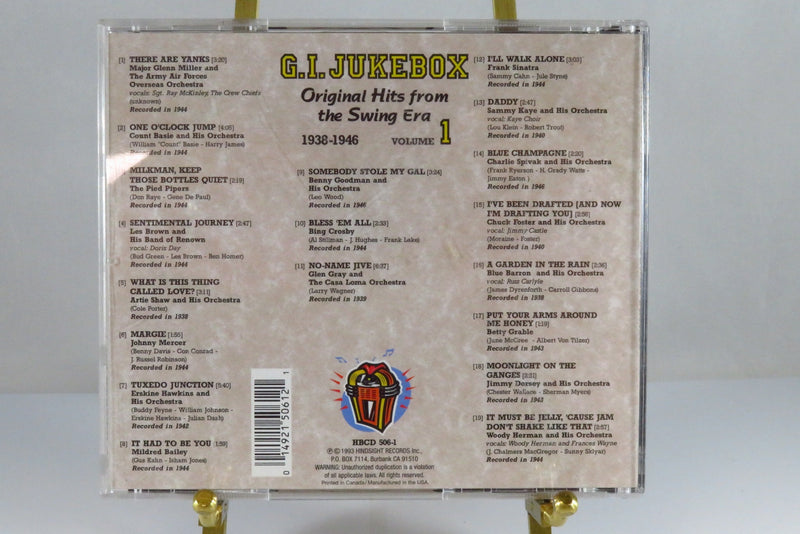 [1] THERE ARE YANKS [3:20]
Major Glenn Miller and
The Army Air Forces
Overseas Orchestra
vocals: Sgt. Ray McKinley, The Crew Chiefs
(unknown)
Recorded in 1944
[2] ONE O'CLOCK JUMP [4:05]
Count Basie and His Orchestra
(William "Count" Basie - Harry James)
Recorded in 1944
MILKMAN, KEEP
THOSE BOTTLES QUIET [2:19]
The Pied Pipers
(Don Raye - Gene De Paul)
Recorded in 1944
[4] SENTIMENTAL JOURNEY [2:47]
Les Brown and
His Band of Renown
vocal: Doris Day
(Bud Green - Les Brown - Ben Homer)
Recorded in 1944
[5] WHAT IS THIS THING
CALLED LOVE? [3:11]
Artie Shaw and His Orchestra
(Cole Porter)
Recorded in 1938
[6] MARGIE [1:55]
Johnny Mercer
(Benny Davis - Con Conrad -
J. Russel Robinson)
Recorded in 1944
[7] TUXEDO JUNCTION [5:40]
Erskine Hawkins and
His Orchestra
(Buddy Feyne - William Johnson -
Erskine Hawkins - Julian Dash)
Recorded in 1942
[8] IT HAD TO BE YOU [1:59]
Mildred Bailey
(Gus Kahn - Isham Jones)
Recorded in 1944
G.I. JUKEBOX
Original Hits from
the Swing Era
1938-1946 VOLUME 1
[9] SOMEBODY STOLE MY GAL [3:24]
Benny Goodman and
His Orchestra
(Leo Wood)
Recorded in 1946
[10] BLESS 'EM ALL [2:53]
Bing Crosby
(Al Stillman - J. Hughes - Frank Lake)
Recorded in 1944
[11] NO-NAME JIVE [6:37]
Glen Gray and
The Casa Loma Orchestra
(Larry Wagner)
Recorded in 1939
0 14921 50612 1
HBCD 506-1
℗ © 1993 HINDSIGHT RECORDS INC.,
P.O. BOX 7114, Burbank CA 91510
WARNING: Unauthorized duplication is a violation
of all applicable laws. All rights reserved.
Printed in Canada/Manufactured in the USA.
[12] I'LL WALK ALONE [3:03]
Frank Sinatra
(Sammy Cahn - Jule Styne)
Recorded in 1944
[13] DADDY [2:47]
Sammy Kaye and His Orchestra
vocal: Kaye Choir
(Lou Klein - Robert Trout)
Recorded in 1940
[14] BLUE CHAMPAGNE [2:20]
Charlie Spivak and His Orchestra
(Frank Ryerson - H. Grady Watts -
Jimmy Eaton )
Recorded in 1946
[15] I'VE BEEN DRAFTED [AND NOW
I'M DRAFTING YOU] [2:56]
Chuck Foster and His Orchestra
vocal: Jimmy Castle
(Moraine - Foster)
Recorded in 1940
[16] A GARDEN IN THE RAIN [2:36]
Blue Barron and His Orchestra
vocal: Russ Carlyle
(James Dyrenforth - Carroll Gibbons)
Recorded in 1938
[17] PUT YOUR ARMS AROUND
ME HONEY [1:19]
Betty Grable
(June McCree - Albert Von Tilzer)
Recorded in 1943
[18] MOONLIGHT ON THE
GANGES [2:21]
Jimmy Dorsey and His Orchestra
(Chester Wallace - Sherman Myers)
Recorded in 1943
[19] IT MUST BE JELLY, 'CAUSE JAM
DON'T SHAKE LIKE THAT [2:57]
Woody Herman and His Orchestra
vocals: Woody Herman and Frances Wayne
(J. Chalmers MacGregor - Sunny Skylar)
Recorded in 1944